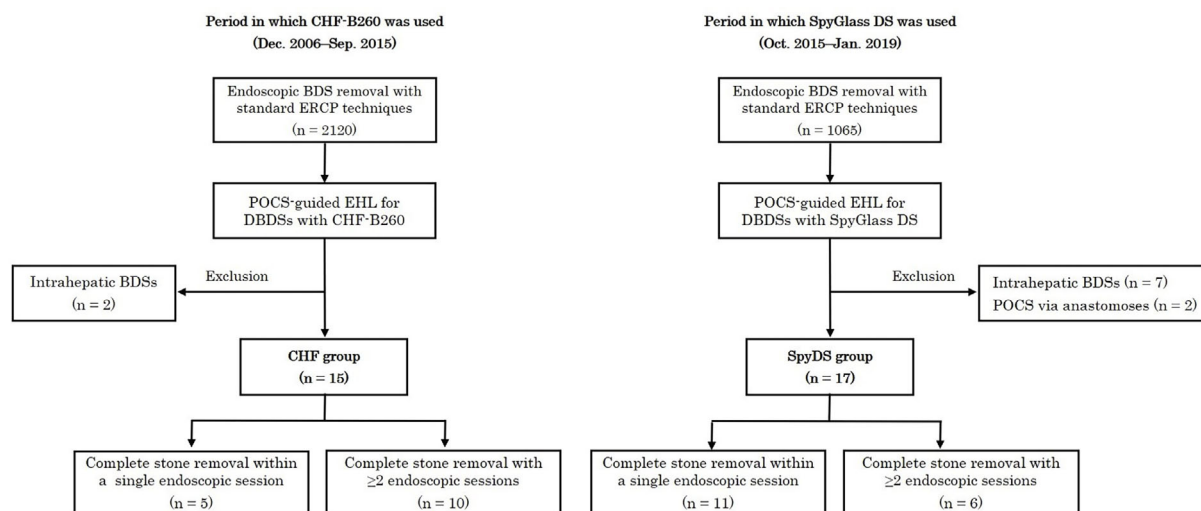 Period in which CHF-B260 was used
(Dec. 2006–Sep. 2015)
Endoscopic BDS removal with
standard ERCP techniques
(n = 2120)
POCS-guided EHL for
DBDSs with CHF-B260
Exclusion
Intrahepatic BDSs
(n = 2)
CHF group
(n = 15)
Complete stone removal within
a single endoscopic session
(n = 5)
Complete stone removal with
≥2 endoscopic sessions
(n = 10)
Period in which SpyGlass DS was used
(Oct. 2015–Jan. 2019)
Endoscopic BDS removal with
standard ERCP techniques
(n = 1065)
POCS-guided EHL for
DBDSs with SpyGlass DS
Exclusion
Intrahepatic BDSs (n = 7)
POCS via anastomoses (n = 2)
SpyDS group
(n = 17)
Complete stone removal within
a single endoscopic session
(n = 11)
Complete stone removal with
≥2 endoscopic sessions
(n = 6)